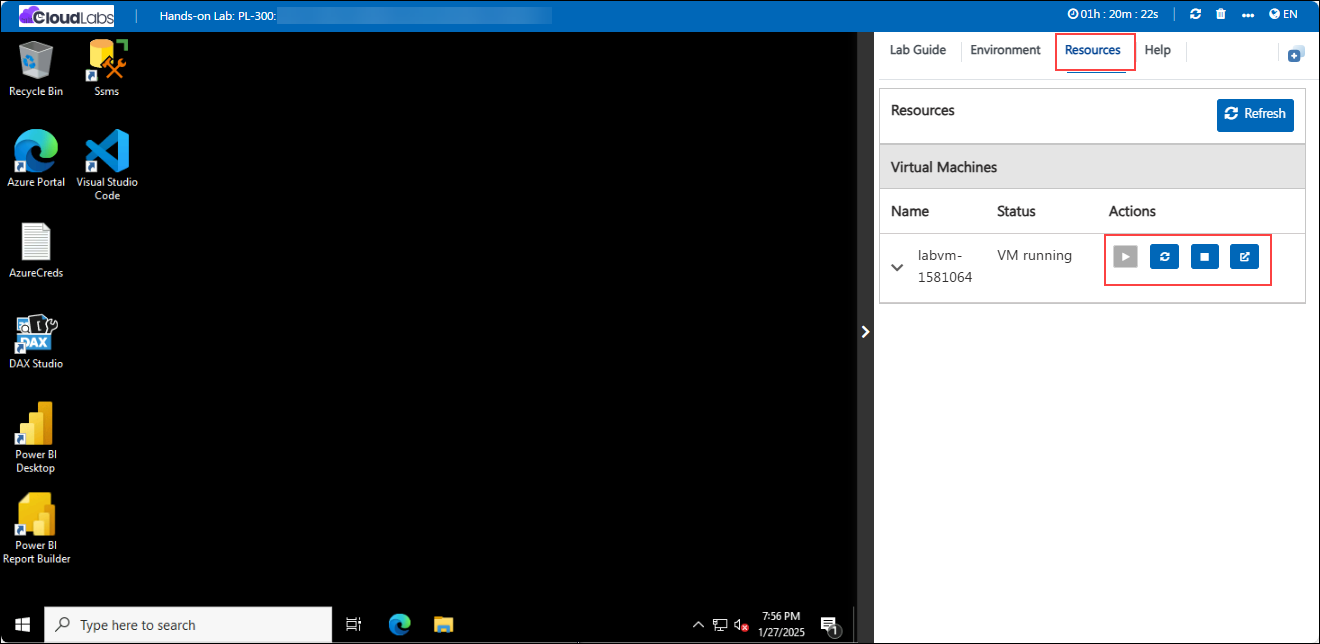 CloudLabs
Hands-on Lab: PL-300:
01h : 20m : 22s
EN
Recycle Bin
Ssms
Azure Portal
Visual Studio
Code
AzureCreds
DAX
DAX Studio
Power BI
Desktop
Power BI
Report Builder
Type here to search
7:56 PM
1/27/2025
1
Lab Guide
Environment
Resources
Help
Resources
Refresh
Virtual Machines
Name
Status
Actions
labvm-
1581064
VM running